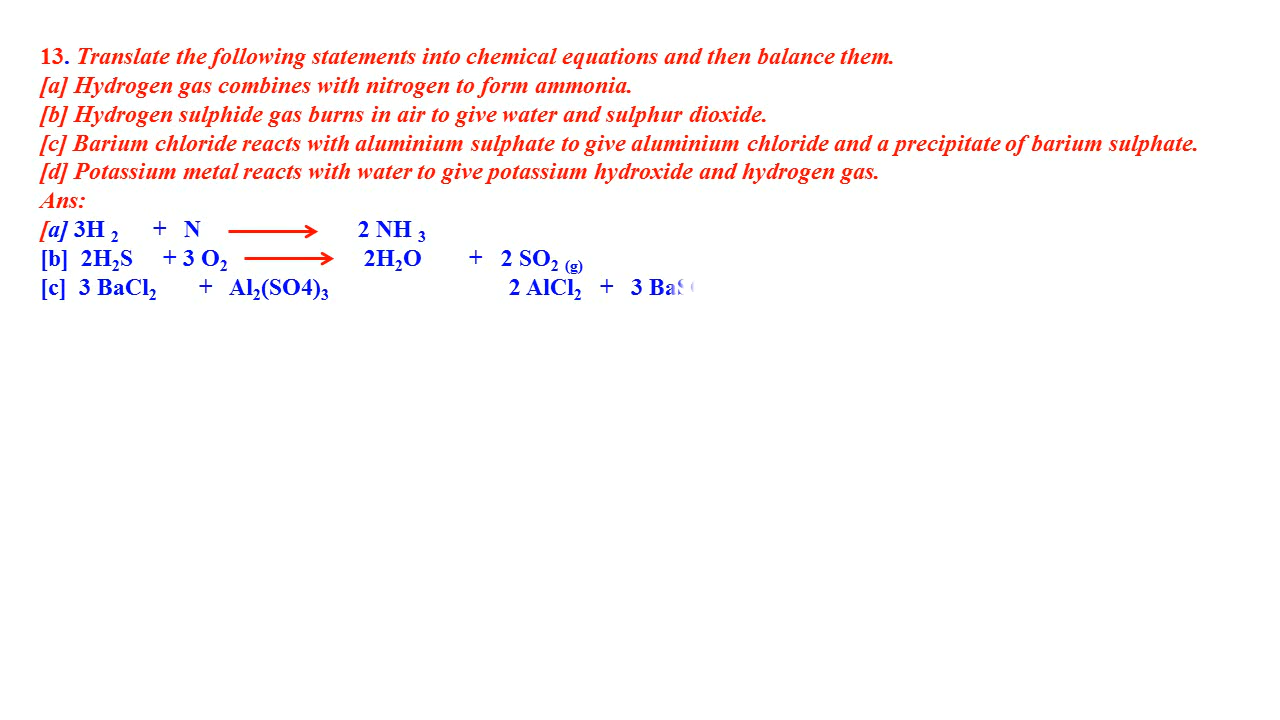 13. Translate the following statements into chemical equations and then balance them.
[a] Hydrogen gas combines with nitrogen to form ammonia.
[b] Hydrogen sulphide gas burns in air to give water and sulphur dioxide.
[c] Barium chloride reacts with aluminium sulphate to give aluminium chloride and a precipitate of barium sulphate.
[d] Potassium metal reacts with water to give potassium hydroxide and hydrogen gas.
Ans:
[a] 3H ₂ + N ⟶ 2 NH ₃
[b] 2H₂S + 3 O₂ ⟶ 2H₂O + 2 SO₂ (g)
[c] 3 BaCl₂ + Al₂(SO4)₃ 2 AlCl₂ + 3